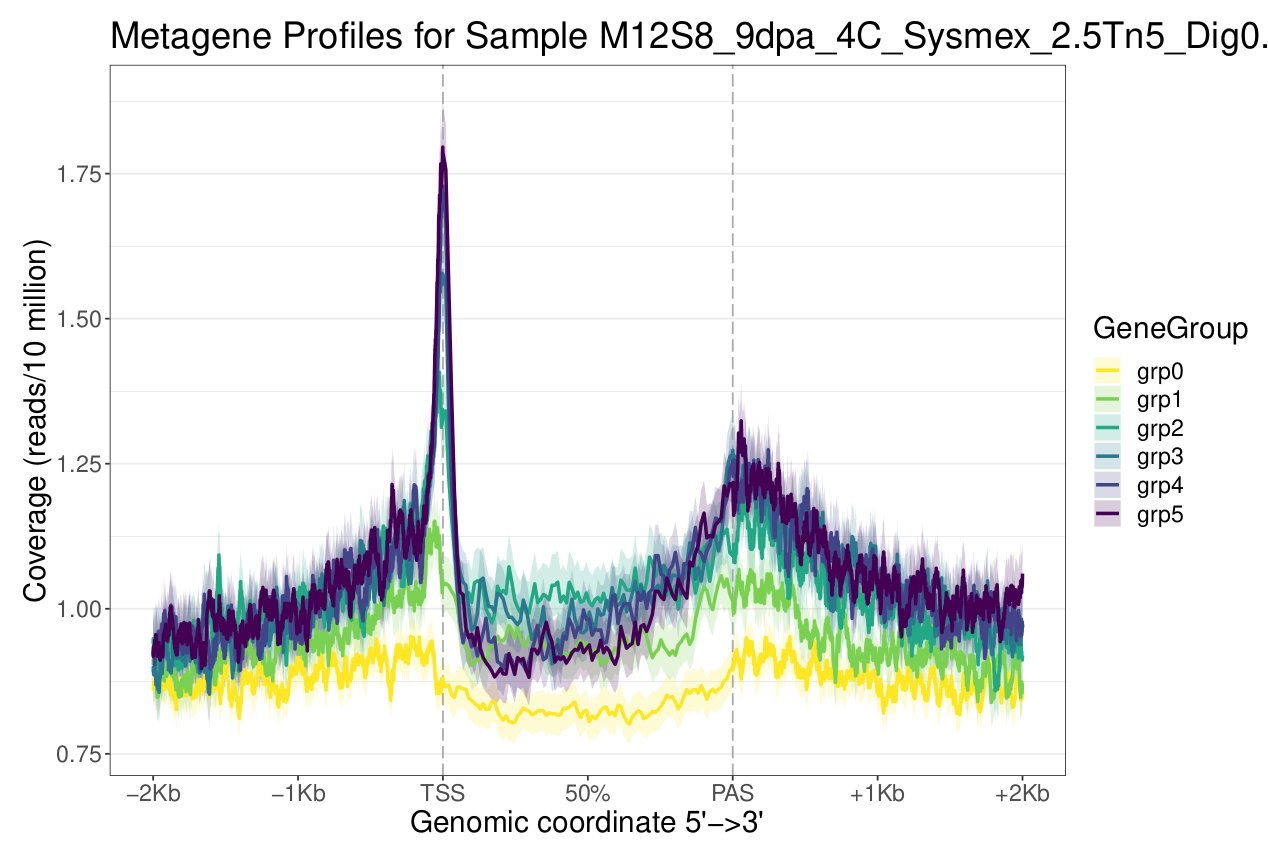 Metagene Profiles for Sample M12S8_9dpa_4C_Sysmex_2.5Tn5_Dig0.
Coverage (reads/10 million)
1.75
1.50
1.25
1.00
0.75
−2Kb −1Kb TSS 50% PAS +1Kb +2Kb
Genomic coordinate 5'−>3'
GeneGroup
grp0
grp1
grp2
grp3
grp4
grp5